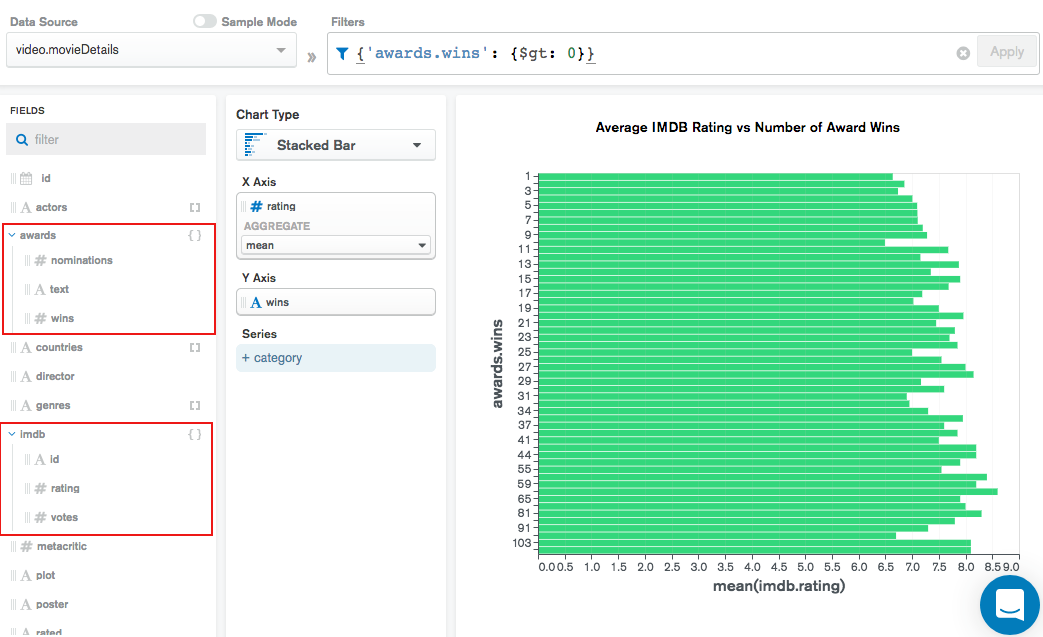 Data Source
Sample Mode
Filters
video.movieDetails
»
{'awards.wins': {$gt: 0}}
Apply
FIELDS
filter
id
A actors
[]
awards
{}
# nominations
A text
# wins
A countries
[]
A director
A genres
[]
imdb
{}
A id
# rating
# votes
# metacritic
A plot
A poster
A rated
Chart Type
Stacked Bar
X Axis
# rating
AGGREGATE
mean
Y Axis
A wins
Series
+ category
Average IMDB Rating vs Number of Award Wins
awards.wins
1
3
5
7
9
11
13
15
17
19
21
23
25
27
29
31
34
37
41
44
55
59
65
81
91
103
0.0 0.5 1.0 1.5 2.0 2.5 3.0 3.5 4.0 4.5 5.0 5.5 6.0 6.5 7.0 7.5 8.0 8.5 9.0
mean(imdb.rating)